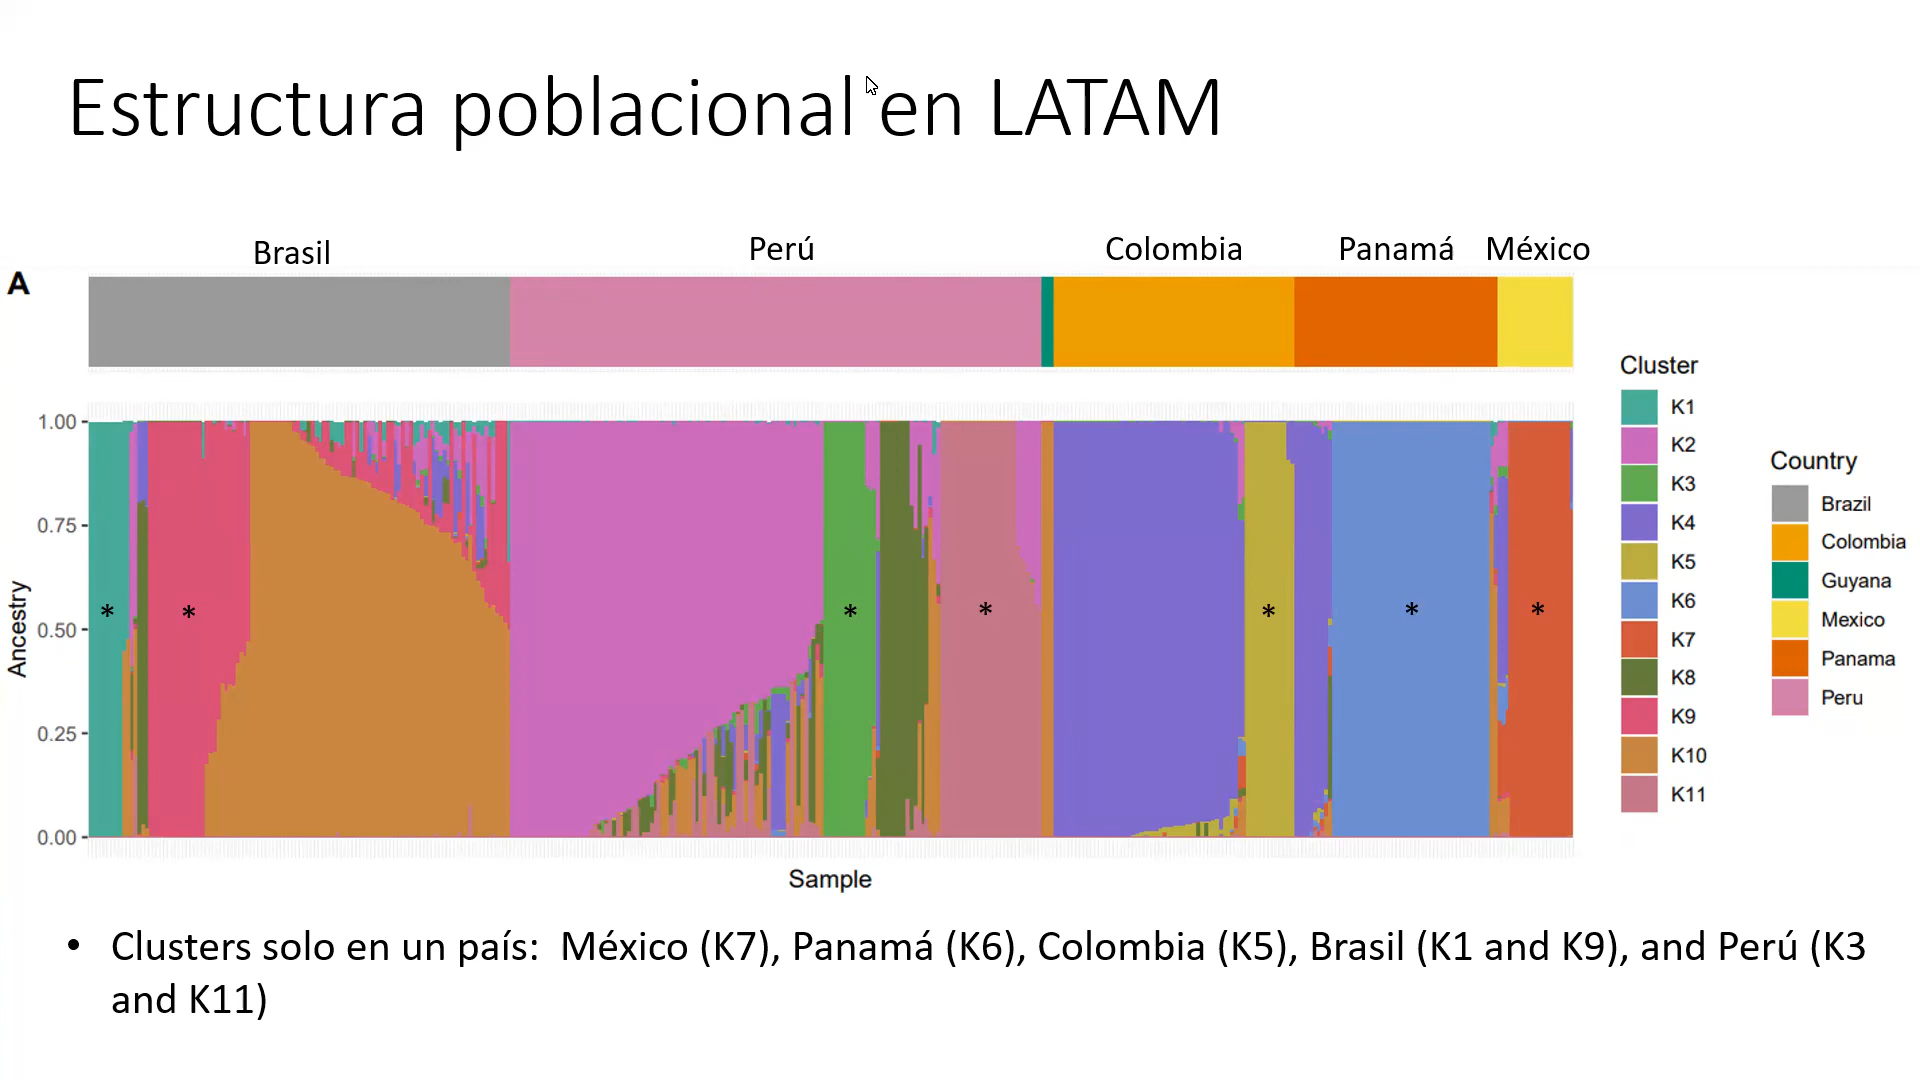 Estructura poblacional en LATAM
Brasil
Perú
Colombia
Panamá
México
A
1.00
0.75
0.50
0.25
0.00
Ancestry
*
*
*
*
*
*
*
Sample
Cluster
K1
K2
K3
K4
K5
K6
K7
K8
K9
K10
K11
Country
Brazil
Colombia
Guyana
Mexico
Panama
Peru
• Clusters solo en un país: México (K7), Panamá (K6), Colombia (K5), Brasil (K1 and K9), and Perú (K3
and K11)